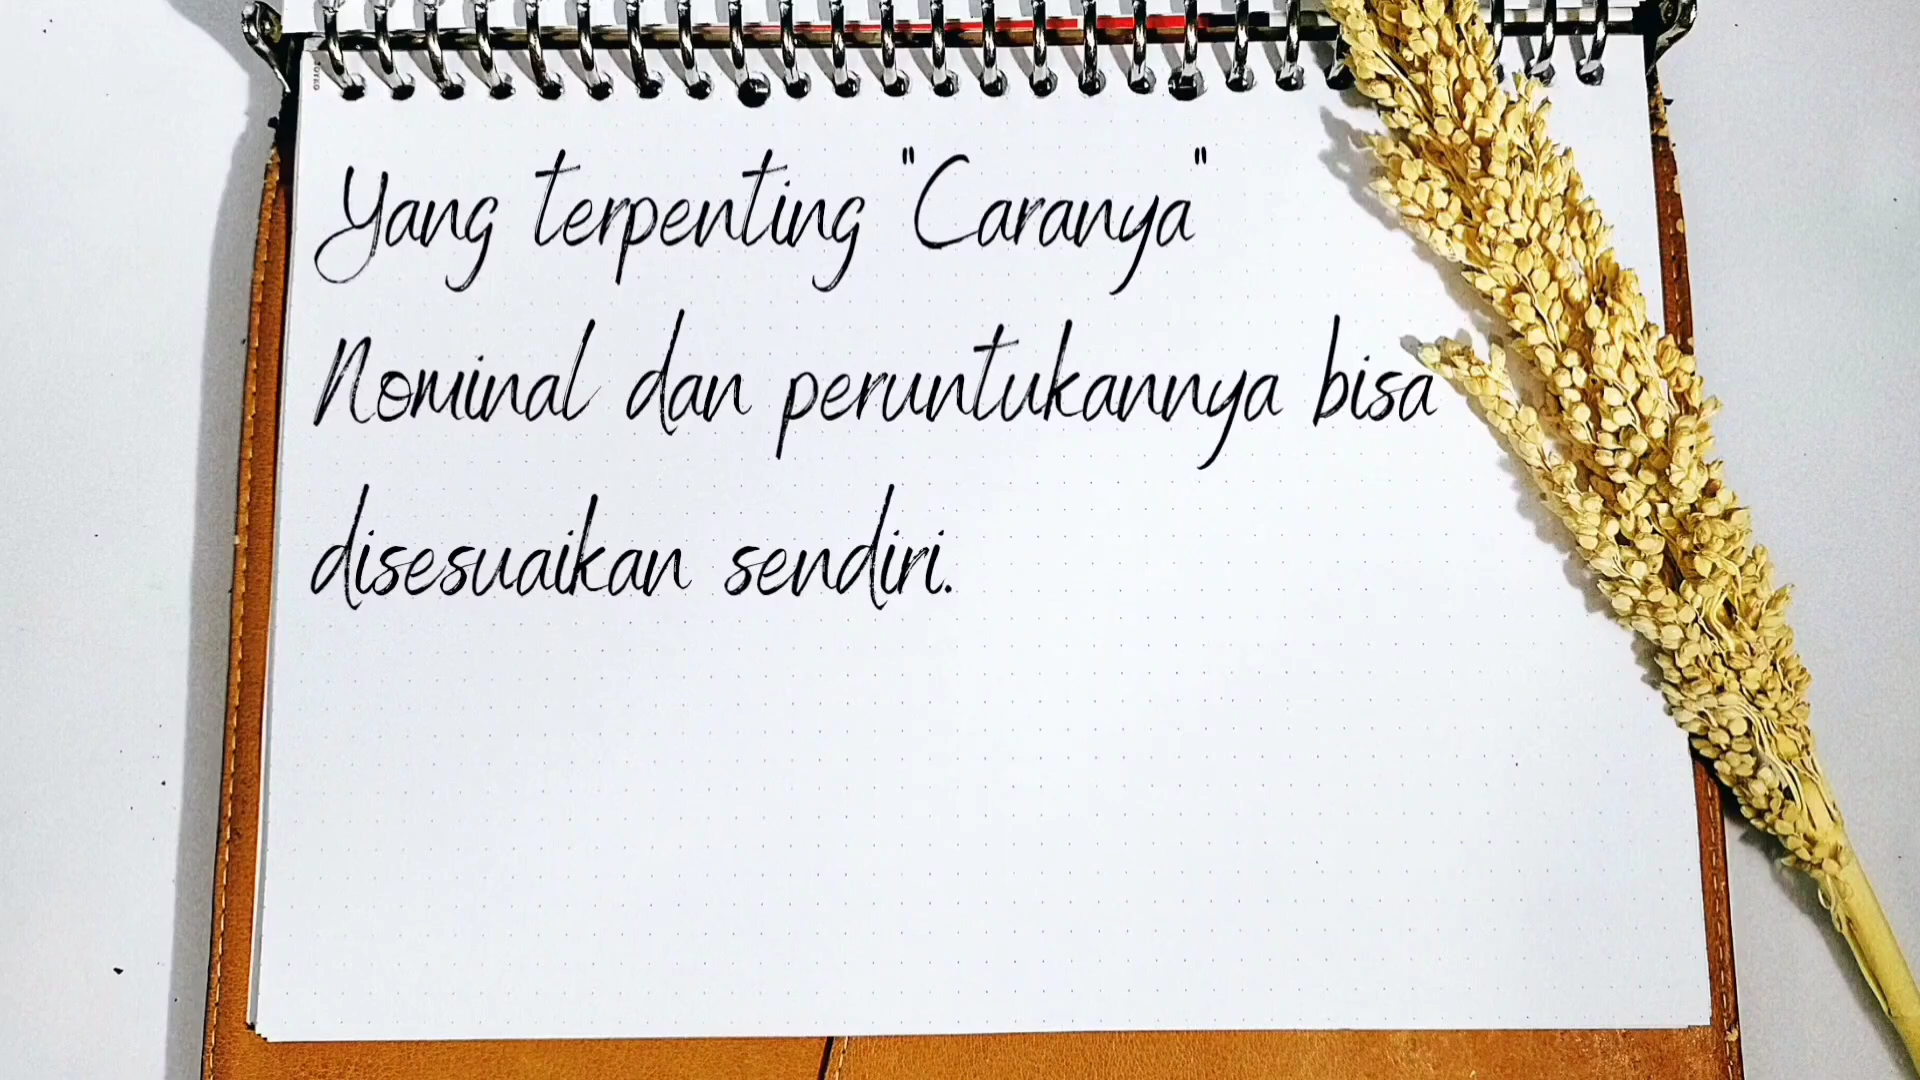 Yang terpenting "Caranya"
Nominal dan peruntukannya bisa
disesuaikan sendiri.